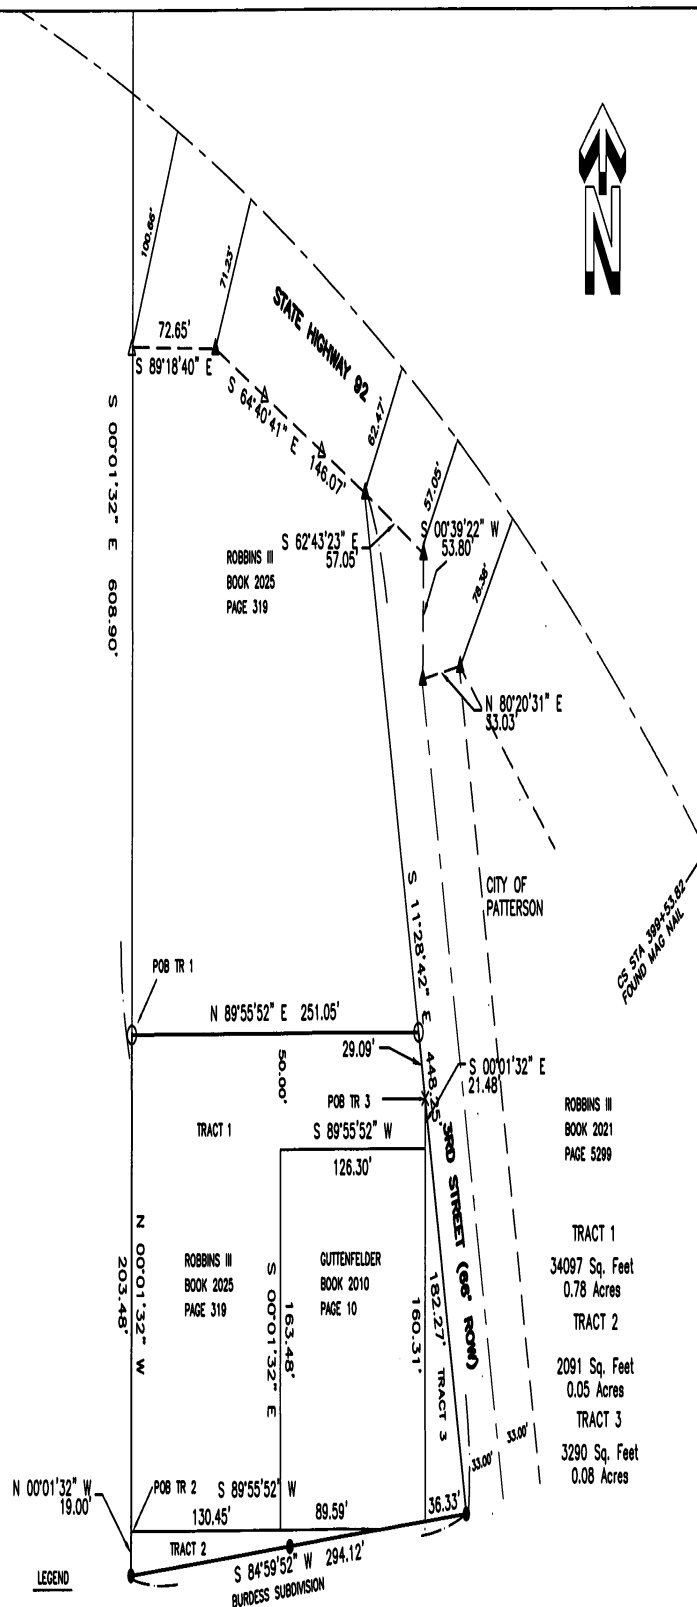 N
100.66'
71.23'
STATE HIGHWAY 92
72.65'
S 89°18'40" E
S 64°40'41" E 146.07'
62.47'
57.05'
S 00°39'22" W
53.80'
S 62°43'23" E
57.05'
78.38'
ROBBINS III
BOOK 2025
PAGE 319
S 00°01'32" E 608.90'
N 80°20'31" E
53.03'
CITY OF
PATTERSON
CS STA 399+53.82
FOUND MAG NAIL
S 11°28'42" E 448.25'
POB TR 1
N 89°55'52" E 251.05'
29.09'
S 00°01'32" E
21.48'
50.00'
POB TR 3
TRACT 1
S 89°55'52" W
126.30'
3RD STREET (66' ROW)
ROBBINS III
BOOK 2021
PAGE 5299
N 00°01'32" W
203.48'
ROBBINS III
BOOK 2025
PAGE 319
S 00°01'32" E
163.48'
GUTTENFELDER
BOOK 2010
PAGE 10
160.31'
182.27'
TRACT 3
TRACT 1
34097 Sq. Feet
0.78 Acres
TRACT 2
2091 Sq. Feet
0.05 Acres
TRACT 3
3290 Sq. Feet
0.08 Acres
33.00'
33.00'
N 00°01'32" W
19.00'
POB TR 2
S 89°55'52" W
130.45'
89.59'
36.33'
TRACT 2
S 84°59'52" W 294.12'
BURDESS SUBDIVISION
LEGEND